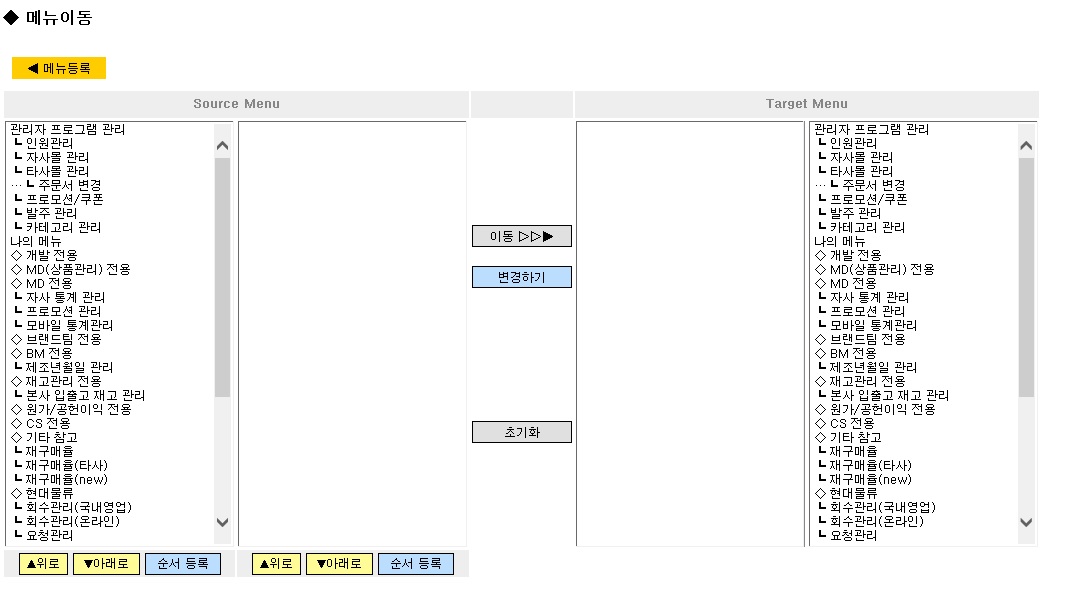 ◆ 메뉴이동
◀ 메뉴등록
Source Menu
Target Menu
관리자 프로그램 관리
┗ 인원관리
┗ 자사몰 관리
┗ 타사몰 관리
··· ┗ 주문서 변경
┗ 프로모션/쿠폰
┗ 발주 관리
┗ 카테고리 관리
나의 메뉴
◇ 개발 전용
◇ MD(상품관리) 전용
◇ MD 전용
┗ 자사 통계 관리
┗ 프로모션 관리
┗ 모바일 통계관리
◇ 브랜드팀 전용
◇ BM 전용
┗ 제조년월일 관리
◇ 재고관리 전용
┗ 본사 입출고 재고 관리
◇ 원가/공헌이익 전용
◇ CS 전용
◇ 기타 참고
┗ 재구매율
┗ 재구매율(타사)
┗ 재구매율(new)
◇ 현대물류
┗ 회수관리(국내영업)
┗ 회수관리(온라인)
┗ 요청관리
▲위로 ▼아래로 순서 등록
▲위로 ▼아래로 순서 등록
이동 ▷▷▶
변경하기
초기화
관리자 프로그램 관리
┗ 인원관리
┗ 자사몰 관리
┗ 타사몰 관리
··· ┗ 주문서 변경
┗ 프로모션/쿠폰
┗ 발주 관리
┗ 카테고리 관리
나의 메뉴
◇ 개발 전용
◇ MD(상품관리) 전용
◇ MD 전용
┗ 자사 통계 관리
┗ 프로모션 관리
┗ 모바일 통계관리
◇ 브랜드팀 전용
◇ BM 전용
┗ 제조년월일 관리
◇ 재고관리 전용
┗ 본사 입출고 재고 관리
◇ 원가/공헌이익 전용
◇ CS 전용
◇ 기타 참고
┗ 재구매율
┗ 재구매율(타사)
┗ 재구매율(new)
◇ 현대물류
┗ 회수관리(국내영업)
┗ 회수관리(온라인)
┗ 요청관리